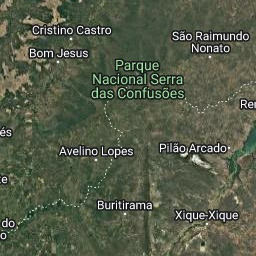 Cristino Castro
São Raimundo
Nonato
Bom Jesus
Parque
Nacional Serra
das Confusões
Avelino Lopes
Pilão Arcado
Buritirama
Xique-Xique
do